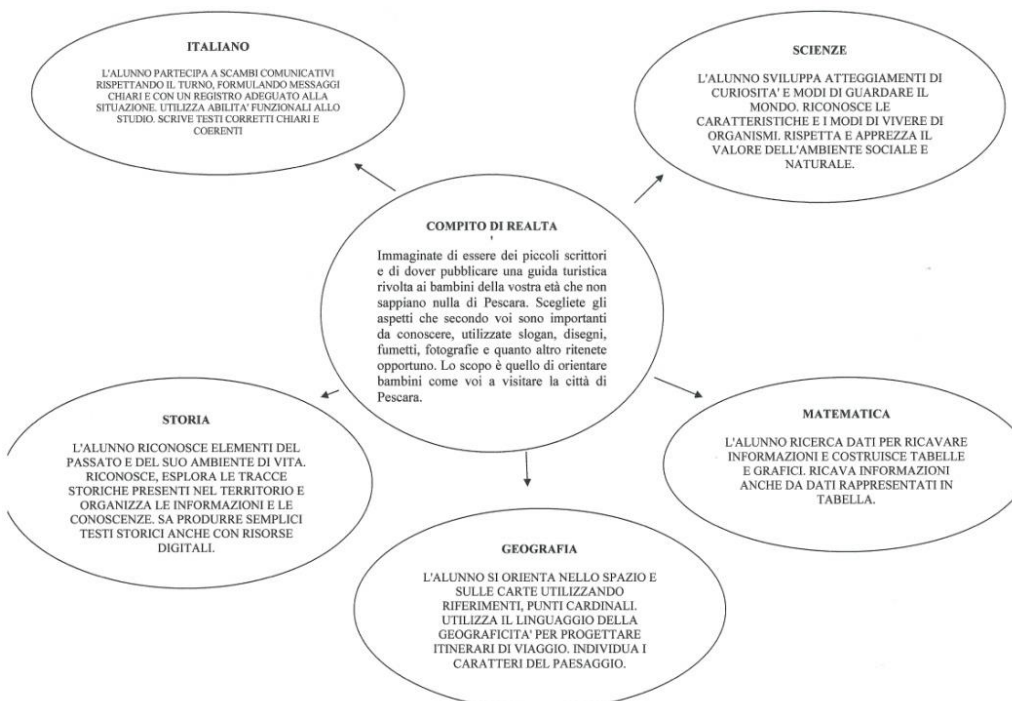 ITALIANO
L'ALUNNO PARTECIPA A SCAMBI COMUNICATIVI
RISPETTANDO IL TURNO, FORMULANDO MESSAGGI
CHIARI E CON UN REGISTRO ADEGUATO ALLA
SITUAZIONE. UTILIZZA ABILITA' FUNZIONALI ALLO
STUDIO. SCRIVE TESTI CORRETTI CHIARI E
COERENTI
SCIENZE
L'ALUNNO SVILUPPA ATTEGGIAMENTI DI
CURIOSITA' E MODI DI GUARDARE IL
MONDO. RICONOSCE LE
CARATTERISTICHE E I MODI DI VIVERE DI
ORGANISMI. RISPETTA E APPREZZA IL
VALORE DELL'AMBIENTE SOCIALE E
NATURALE.
COMPITO DI REALTA
'
Immaginate di essere dei piccoli scrittori
e di dover pubblicare una guida turistica
rivolta ai bambini della vostra età che non
sappiano nulla di Pescara. Scegliete gli
aspetti che secondo voi sono importanti
da conoscere, utilizzate slogan, disegni,
fumetti, fotografie e quanto altro ritenete
opportuno. Lo scopo è quello di orientare
bambini come voi a visitare la città di
Pescara.
STORIA
L'ALUNNO RICONOSCE ELEMENTI DEL
PASSATO E DEL SUO AMBIENTE DI VITA.
RICONOSCE, ESPLORA LE TRACCE
STORICHE PRESENTI NEL TERRITORIO E
ORGANIZZA LE INFORMAZIONI E LE
CONOSCENZE. SA PRODURRE SEMPLICI
TESTI STORICI ANCHE CON RISORSE
DIGITALI.
MATEMATICA
L'ALUNNO RICERCA DATI PER RICAVARE
INFORMAZIONI E COSTRUISCE TABELLE
E GRAFICI. RICAVA INFORMAZIONI
ANCHE DA DATI RAPPRESENTATI IN
TABELLA.
GEOGRAFIA
L'ALUNNO SI ORIENTA NELLO SPAZIO E
SULLE CARTE UTILIZZANDO
RIFERIMENTI, PUNTI CARDINALI.
UTILIZZA IL LINGUAGGIO DELLA
GEOGRAFICITA' PER PROGETTARE
ITINERARI DI VIAGGIO. INDIVIDUA I
CARATTERI DEL PAESAGGIO.